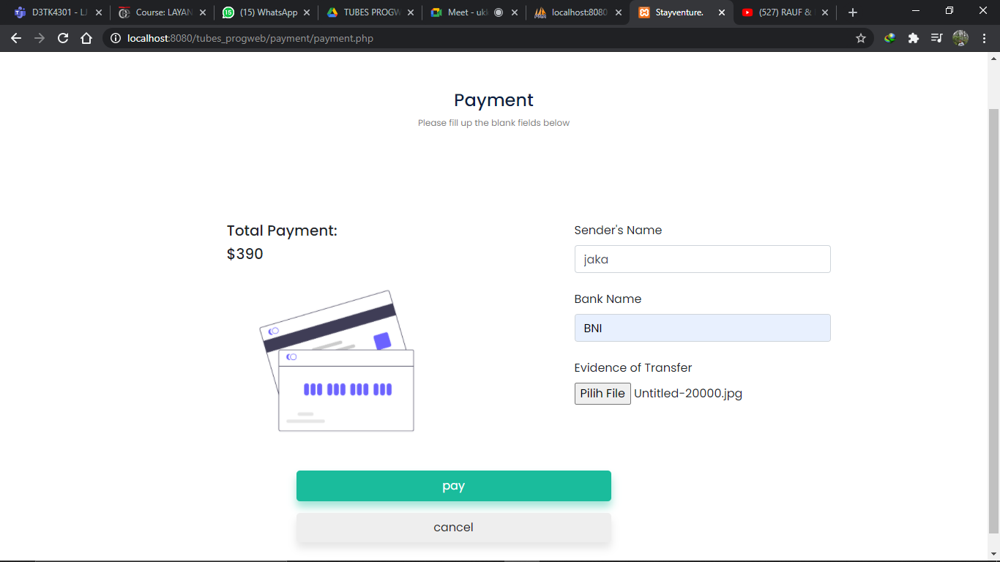 D3TK4301 - LA
Course: LAYAN
(15) WhatsApp
TUBES PROGW
Meet - uk
localhost:8080
Stayventure.
(527) RAUF &
localhost:8080/tubes_progweb/payment/payment.php
Payment
Please fill up the blank fields below
Total Payment:
$390
Sender's Name
jaka
Bank Name
BNI
Evidence of Transfer
Pilih File Untitled-20000.jpg
pay
cancel